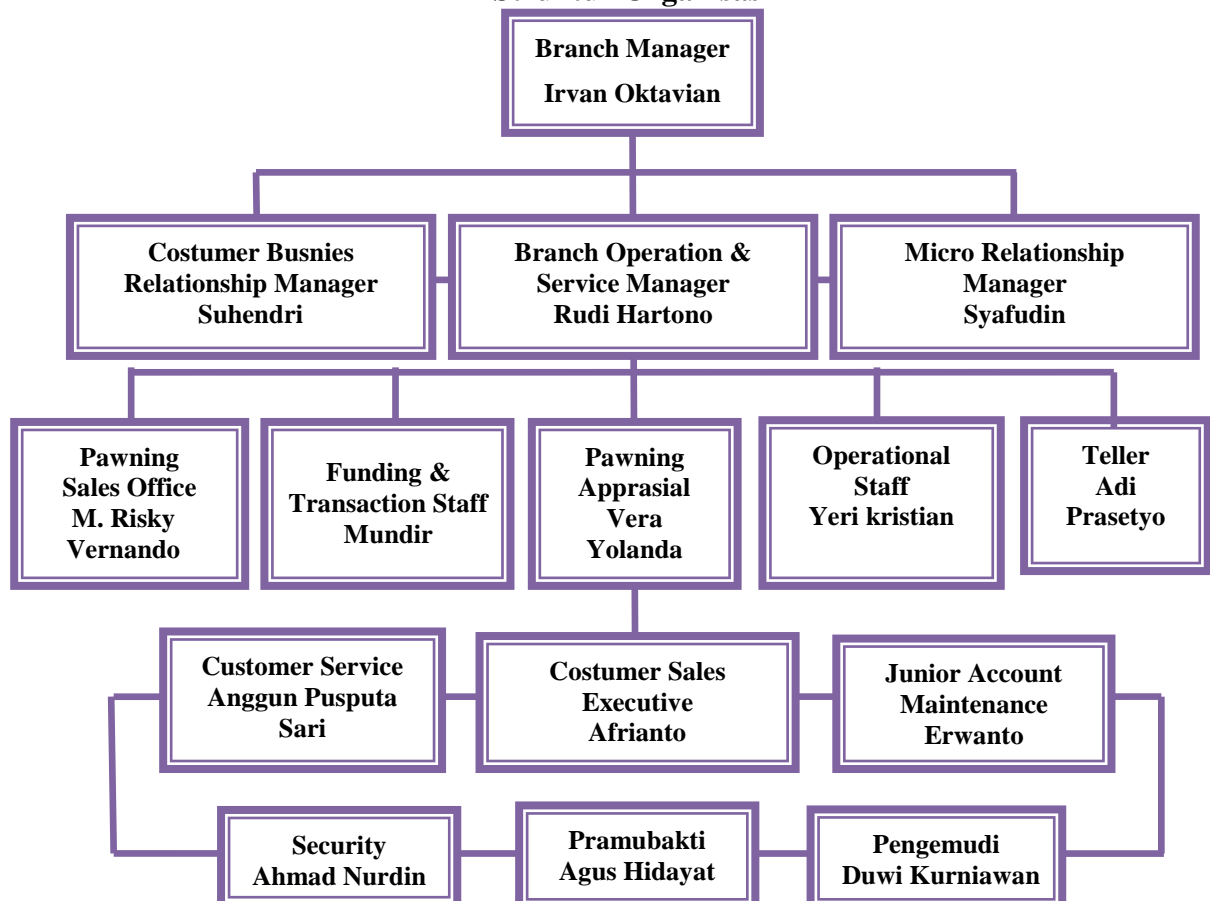 Branch Manager
Irvan Oktavian
Costumer Busnies
Relationship Manager
Suhendri
Branch Operation &
Service Manager
Rudi Hartono
Micro Relationship
Manager
Syafudin
Pawning
Sales Office
M. Risky
Vernando
Funding &
Transaction Staff
Mundir
Pawning
Apprasial
Vera
Yolanda
Operational
Staff
Yeri kristian
Teller
Adi
Prasetyo
Customer Service
Anggun Pusputa
Sari
Costumer Sales
Executive
Afrianto
Junior Account
Maintenance
Erwanto
Security
Ahmad Nurdin
Pramubakti
Agus Hidayat
Pengemudi
Duwi Kurniawan